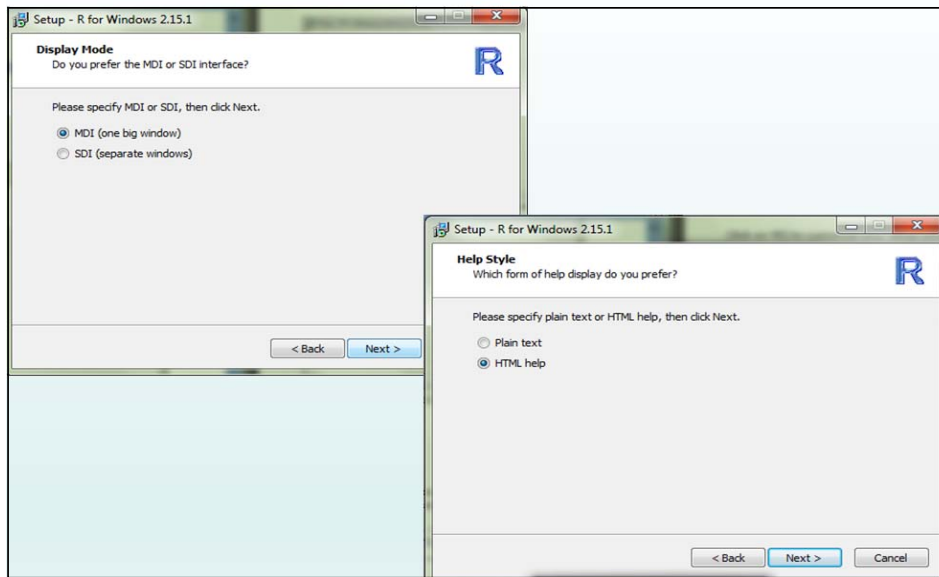 Setup - R for Windows 2.15.1
Display Mode
Do you prefer the MDI or SDI interface?
R
Please specify MDI or SDI, then click Next.
MDI (one big window)
SDI (separate windows)
< Back Next >
Setup - R for Windows 2.15.1
Help Style
Which form of help display do you prefer?
R
Please specify plain text or HTML help, then click Next.
Plain text
HTML help
< Back Next > Cancel